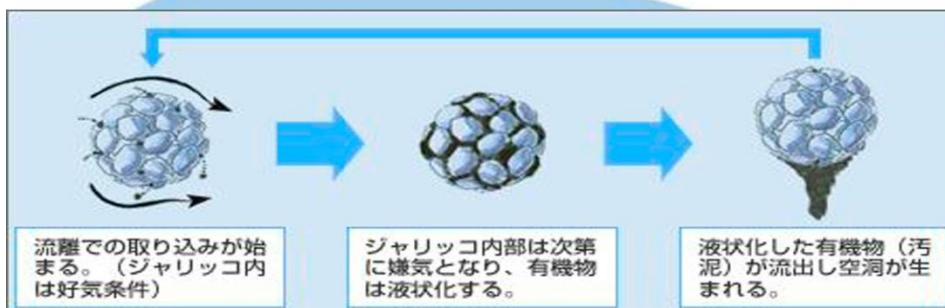 流離での取り込みが始
まる。（ジャリッコ内
は好気条件）
ジャリッコ内部は次第
に嫌気となり、有機物
は液状化する。
液状化した有機物（汚
泥）が流出し空洞が生
まれる。